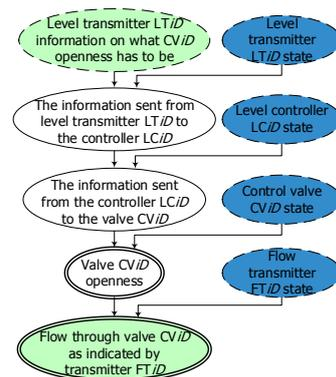 Level transmitter LTiD
information on what CViD
openness has to be
Level
transmitter
LTiD state
The information sent from
level transmitter LTiD to
the controller LCiD
Level controller
LCiD state
The information sent
from the controller LCiD
to the valve CViD
Control valve
CViD state
Valve CViD
openness
Flow
transmitter
FTiD state
Flow through valve CViD
as indicated by
transmitter FTiD